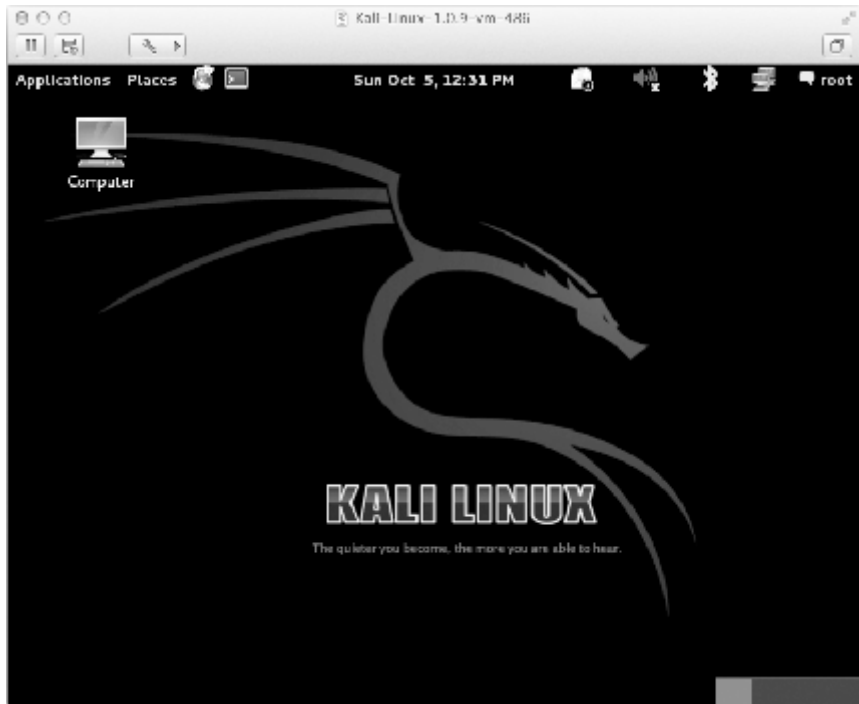 Kali-Linux-1.0.9-vm-486
Applications Places Sun Oct 5, 12:31 PM root
Computer
KALI LINUX
The quieter you become, the more you are able to hear.